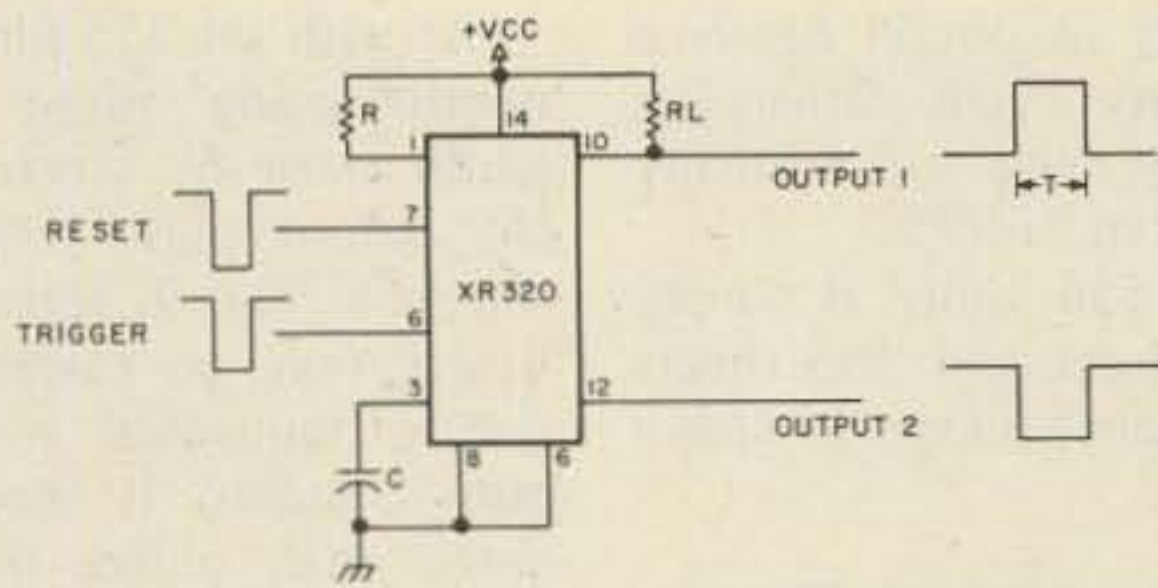 +VCC
R
14
RL
1
10
OUTPUT 1
T
RESET
7
XR320
TRIGGER
6
3
12
OUTPUT 2
8
6
C